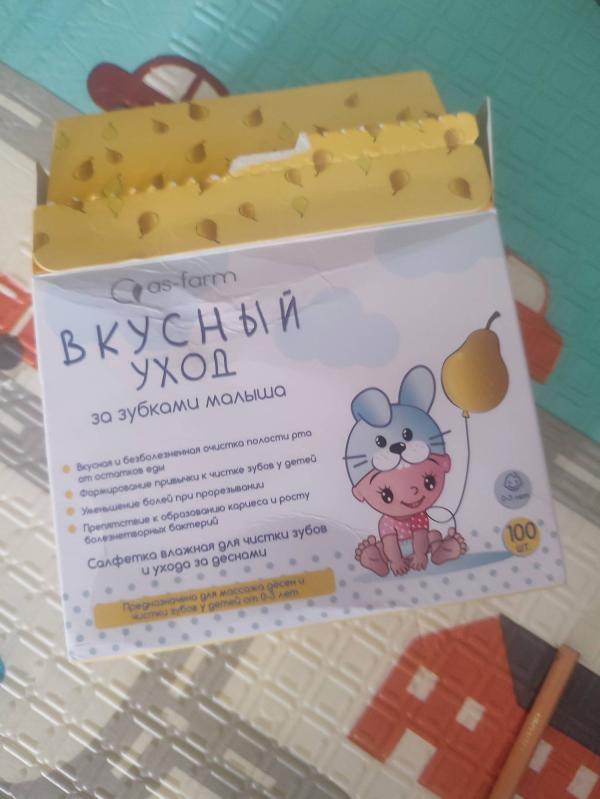 as-farm
ВКУСНЫЙ
УХОД
за зубками малыша
Вкусная и безболезненная очистка полости рта
от остатков еды
Формирование привычки к чистке зубов у детей
Уменьшение болей при прорезывании
Препятствие к образованию кариеса и росту
болезнетворных бактерий
Салфетка влажная для чистки зубов
и ухода за деснами
Предназначено для массажа дёсен и
чистки зубов у детей от 0-3 лет
0-3 лет
100
шт.